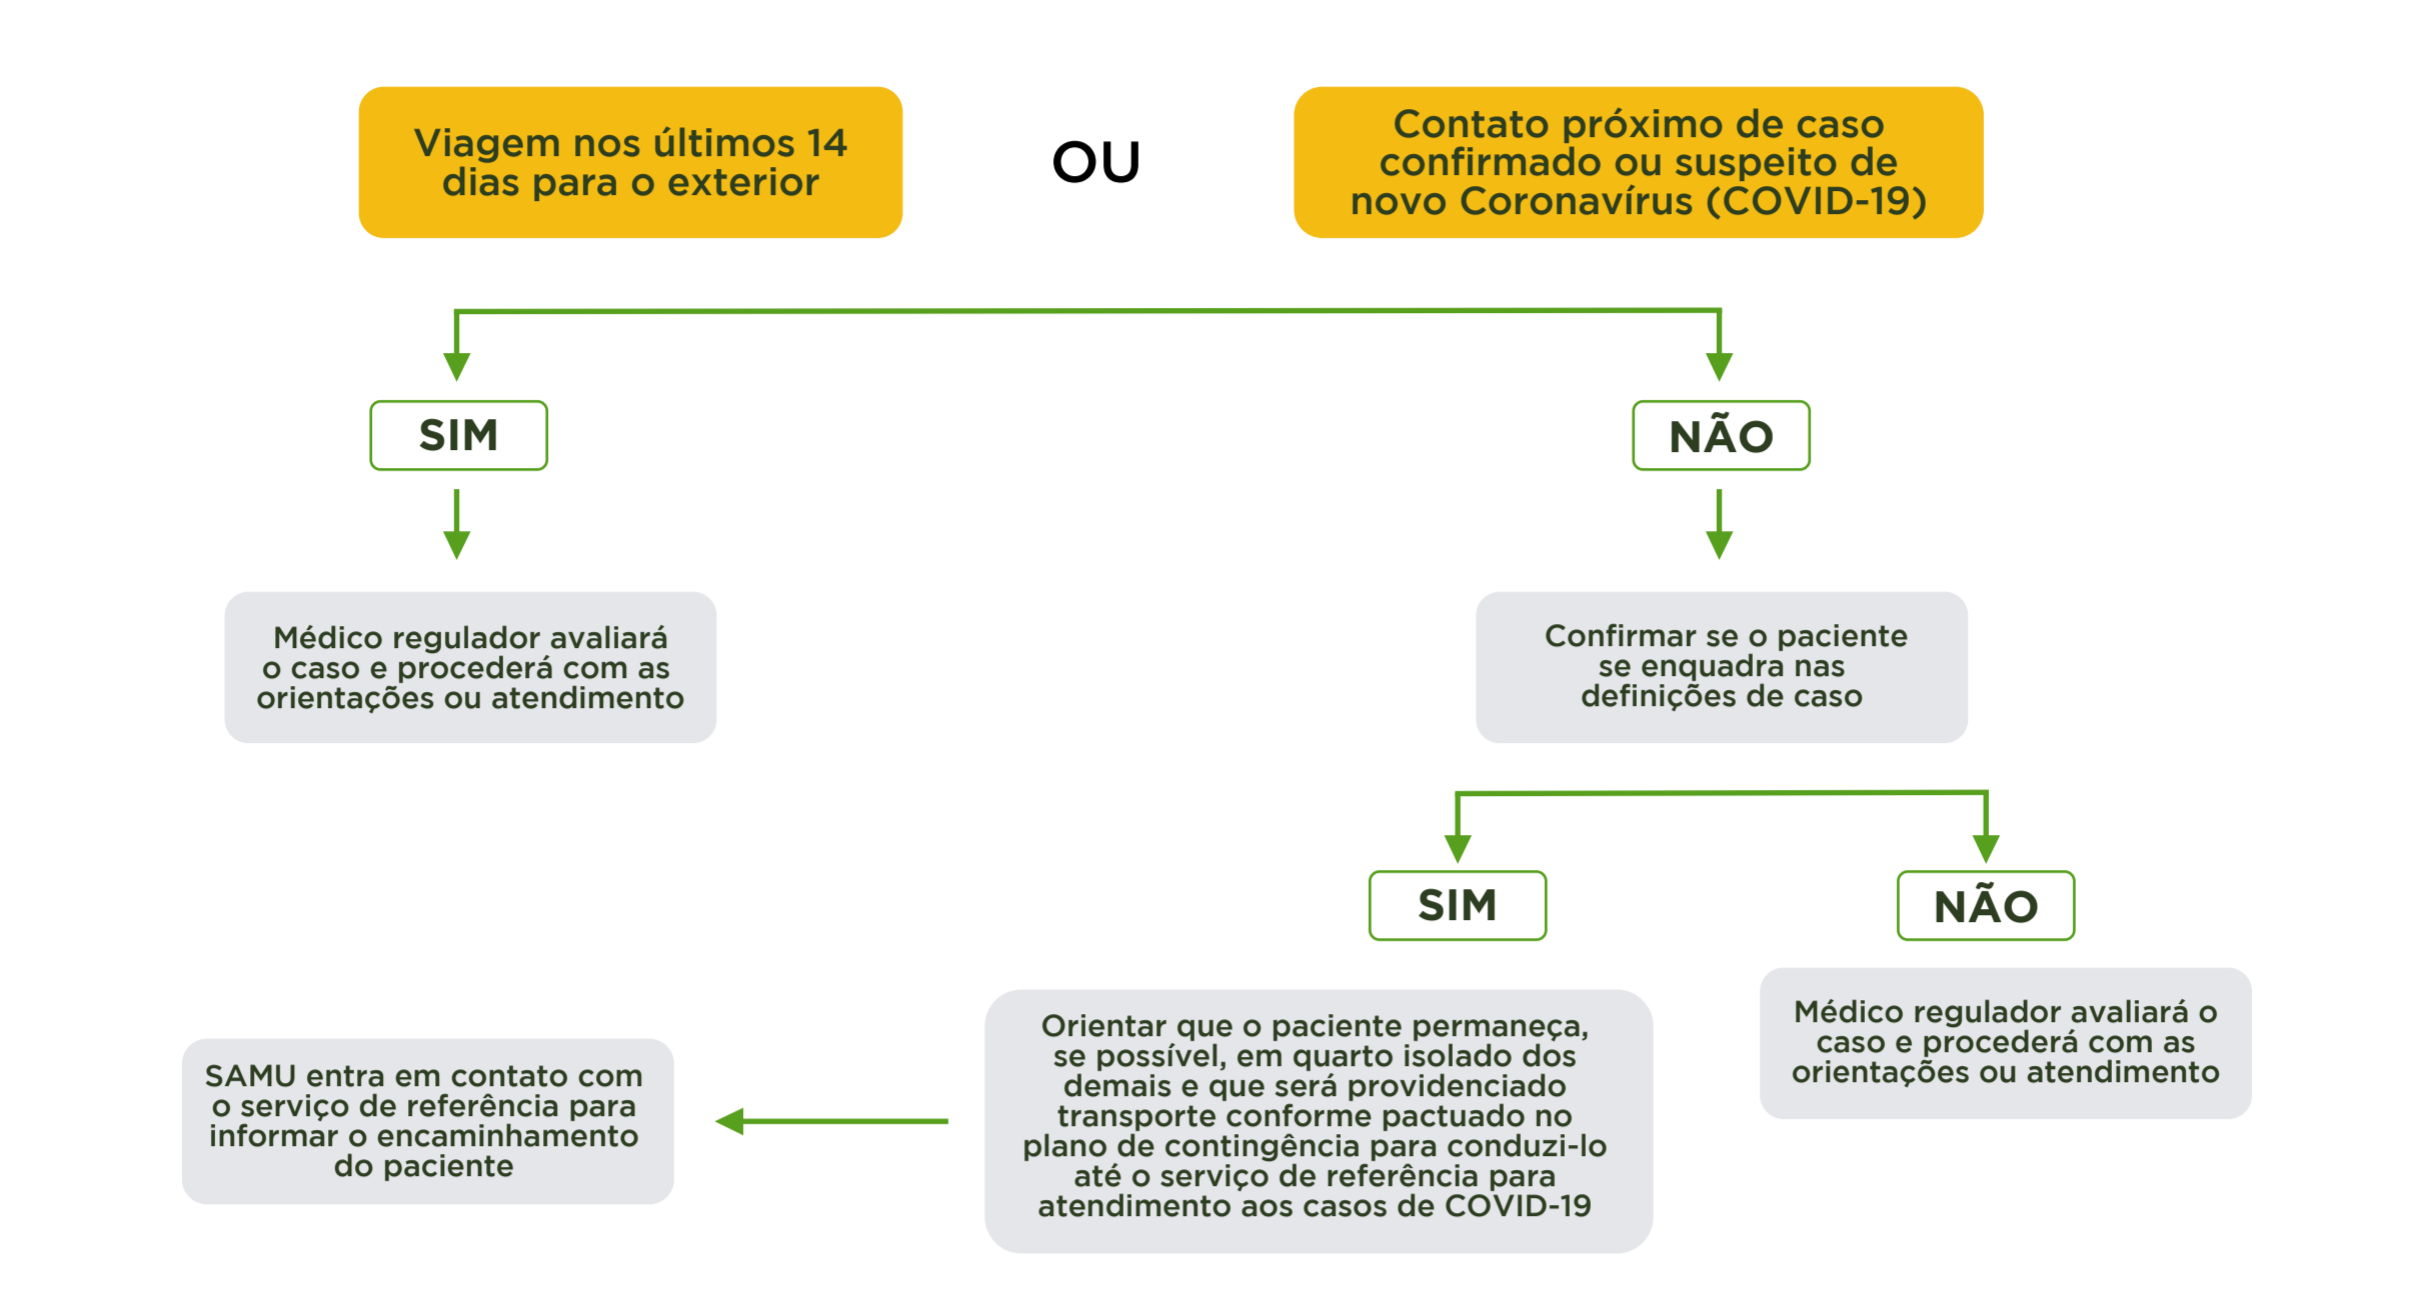 Viagem nos últimos 14
dias para o exterior
OU
Contato próximo de caso
confirmado ou suspeito de
novo Coronavírus (COVID-19)
SIM
NÃO
Médico regulador avaliará
o caso e procederá com as
orientações ou atendimento
Confirmar se o paciente
se enquadra nas
definições de caso
SIM
NÃO
Orientar que o paciente permaneça,
se possível, em quarto isolado dos
demais e que será providenciado
transporte conforme pactuado no
plano de contingência para conduzi-lo
até o serviço de referência para
atendimento aos casos de COVID-19
Médico regulador avaliará o
caso e procederá com as
orientações ou atendimento
SAMU entra em contato com
o serviço de referência para
informar o encaminhamento
do paciente